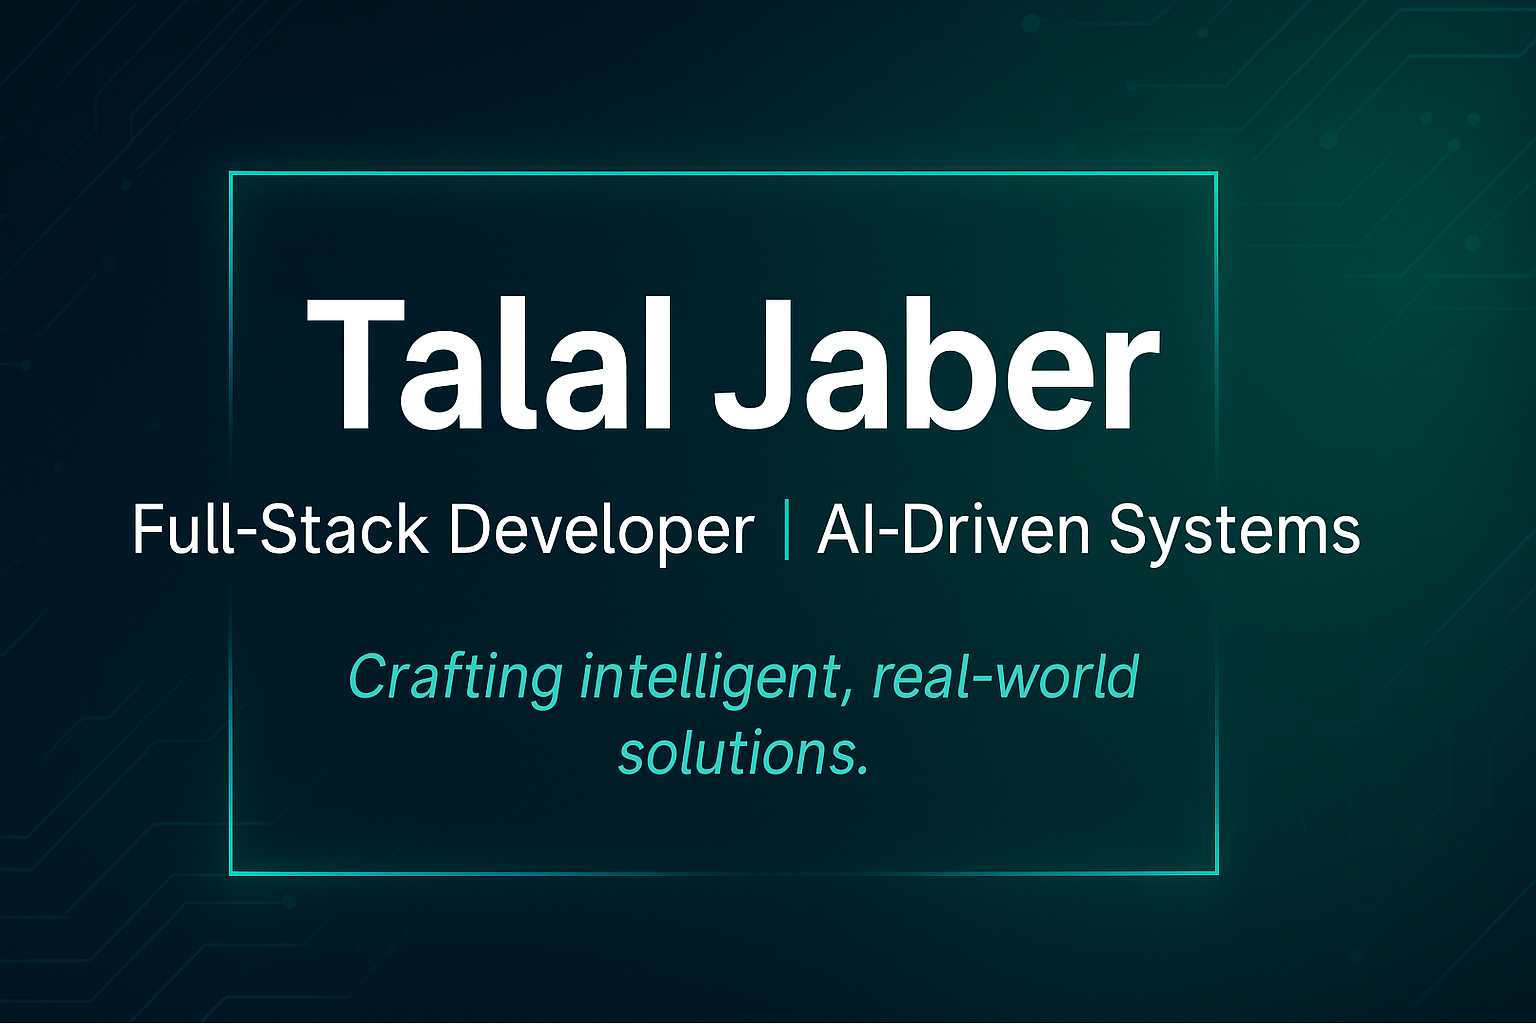 Talal Jaber
Full-Stack Developer | AI-Driven Systems
Crafting intelligent, real-world
solutions.